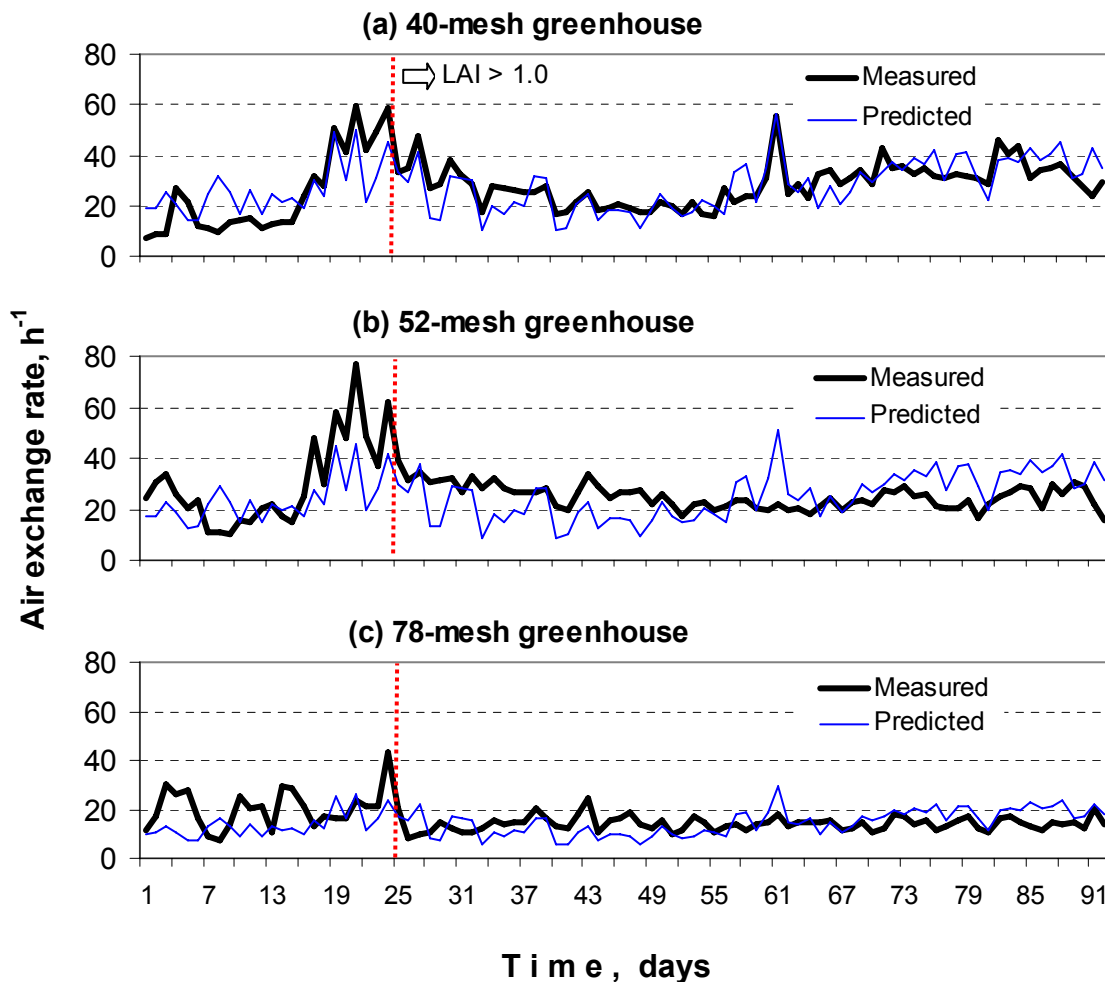 (a) 40-mesh greenhouse
80
60
40
20
0
LAI > 1.0
Measured
Predicted
(b) 52-mesh greenhouse
80
60
40
20
0
Measured
Predicted
Air exchange rate, h⁻¹
(c) 78-mesh greenhouse
80
60
40
20
0
Measured
Predicted
1 7 13 19 25 31 37 43 49 55 61 67 73 79 85 91
T i m e , days